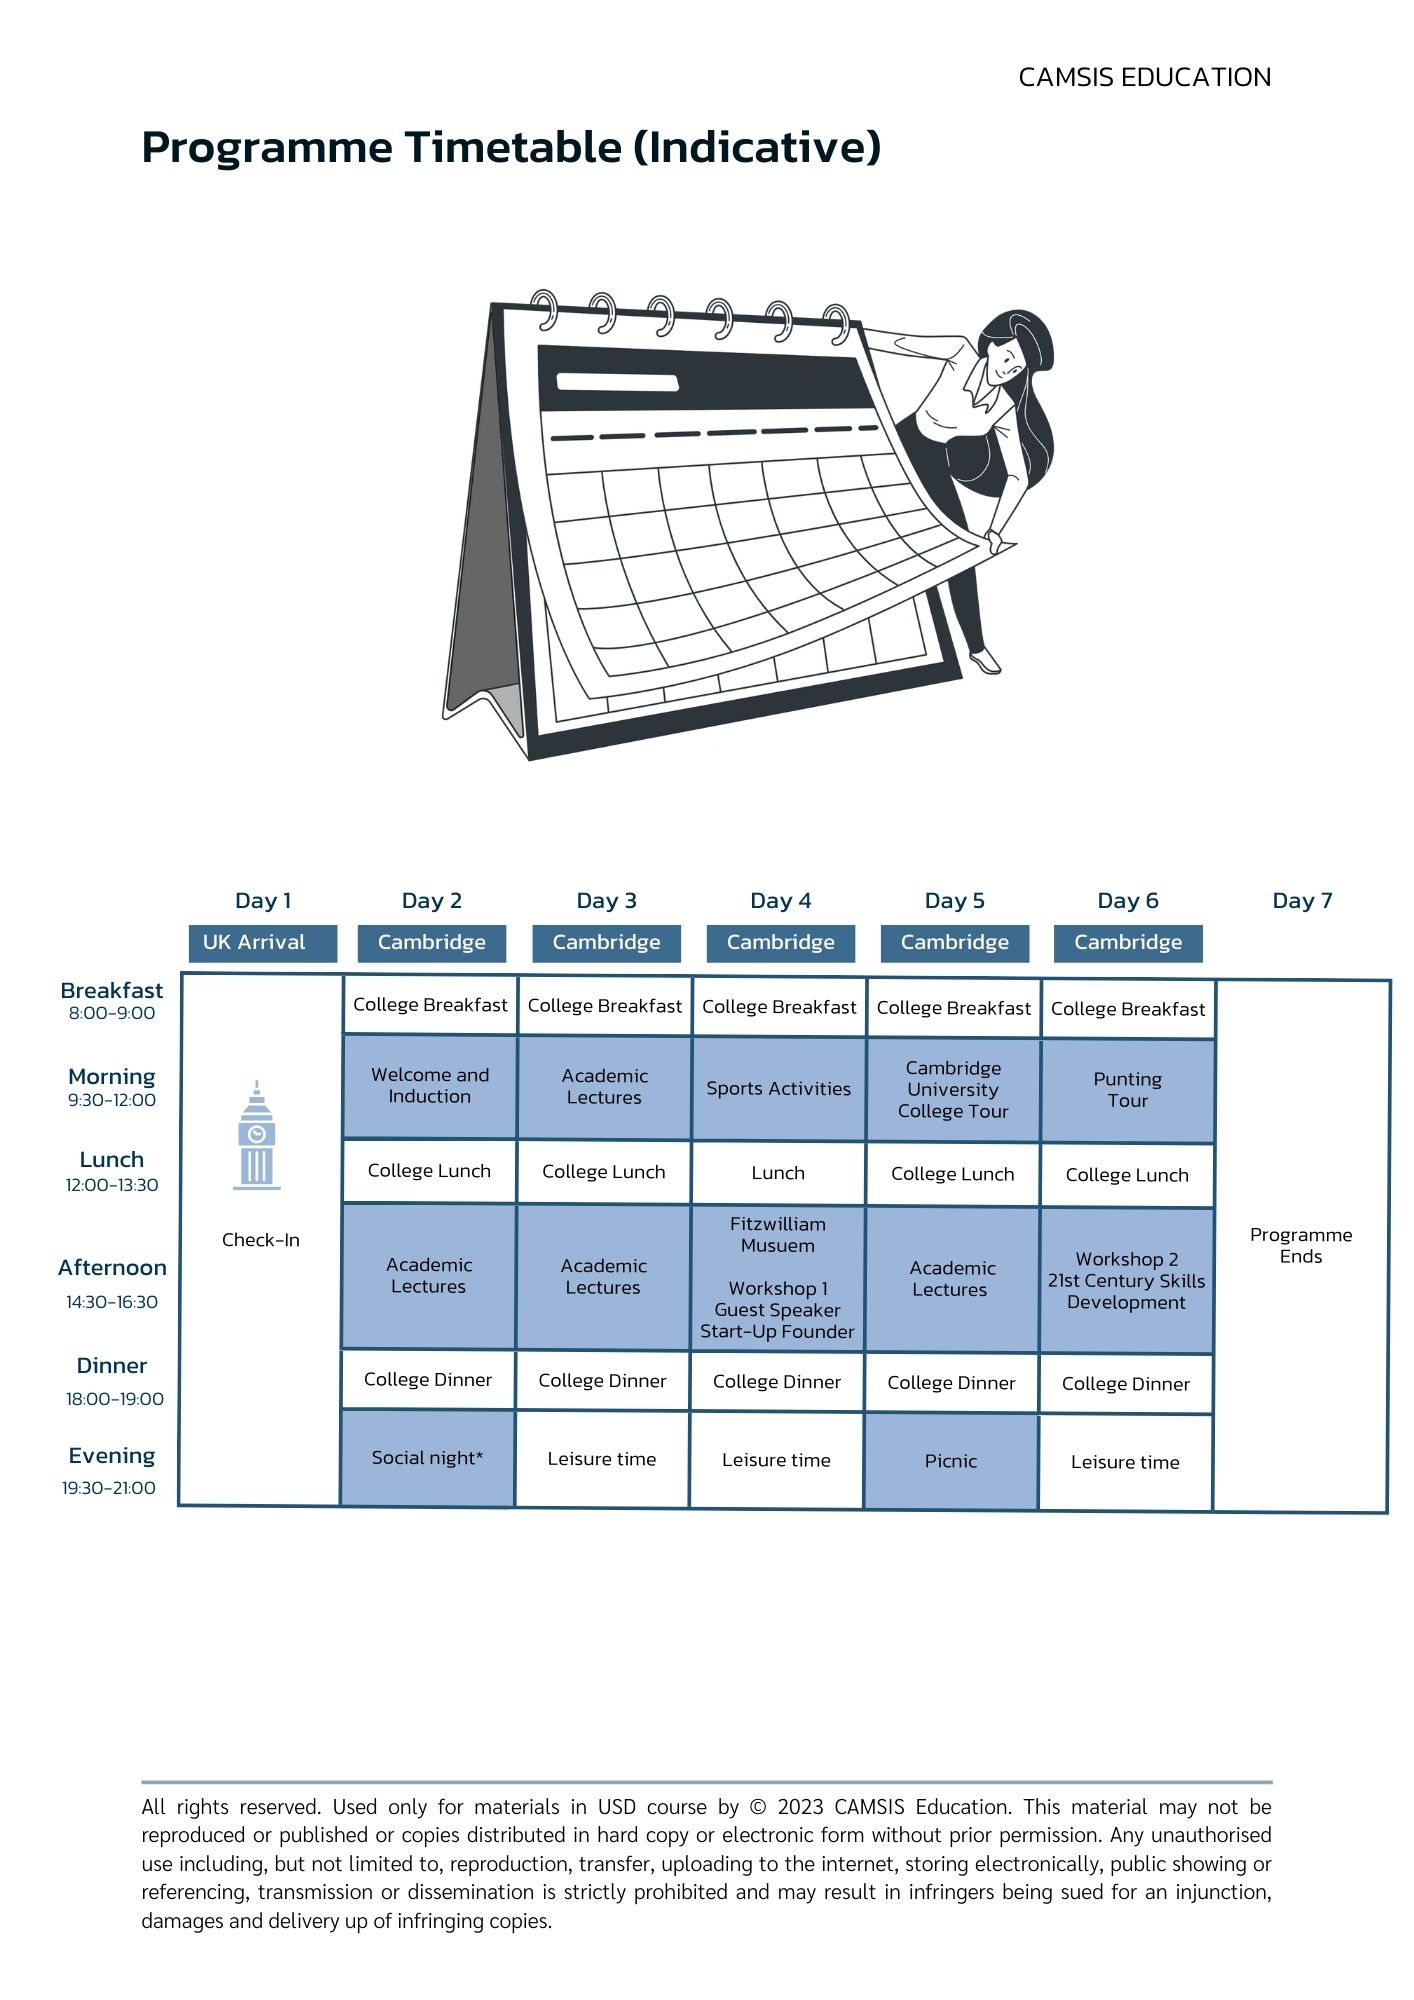 CAMSIS EDUCATION
Programme Timetable (Indicative)
Day 1
Day 2
Day 3
Day 4
Day 5
Day 6
Day 7
UK Arrival
Cambridge
Cambridge
Cambridge
Cambridge
Cambridge
Breakfast
8:00-9:00
College Breakfast
College Breakfast
College Breakfast
College Breakfast
College Breakfast
Morning
9:30-12:00
Welcome and
Induction
Academic
Lectures
Sports Activities
Cambridge
University
College Tour
Punting
Tour
Lunch
12:00-13:30
College Lunch
College Lunch
Lunch
College Lunch
College Lunch
Check-In
Afternoon
14:30-16:30
Academic
Lectures
Academic
Lectures
Fitzwilliam
Musuem
Workshop 1
Guest Speaker
Start-Up Founder
Academic
Lectures
Workshop 2
21st Century Skills
Development
Programme
Ends
Dinner
18:00-19:00
College Dinner
College Dinner
College Dinner
College Dinner
College Dinner
Evening
19:30-21:00
Social night*
Leisure time
Leisure time
Picnic
Leisure time
All rights reserved. Used only for materials in USD course by © 2023 CAMSIS Education. This material may not be
reproduced or published or copies distributed in hard copy or electronic form without prior permission. Any unauthorised
use including, but not limited to, reproduction, transfer, uploading to the internet, storing electronically, public showing or
referencing, transmission or dissemination is strictly prohibited and may result in infringers being sued for an injunction,
damages and delivery up of infringing copies.